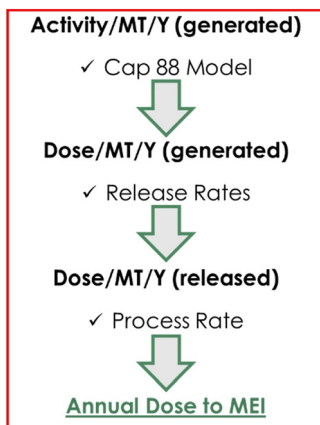 Activity/MT/Y (generated)
✓ Cap 88 Model
Dose/MT/Y (generated)
✓ Release Rates
Dose/MT/Y (released)
✓ Process Rate
Annual Dose to MEI